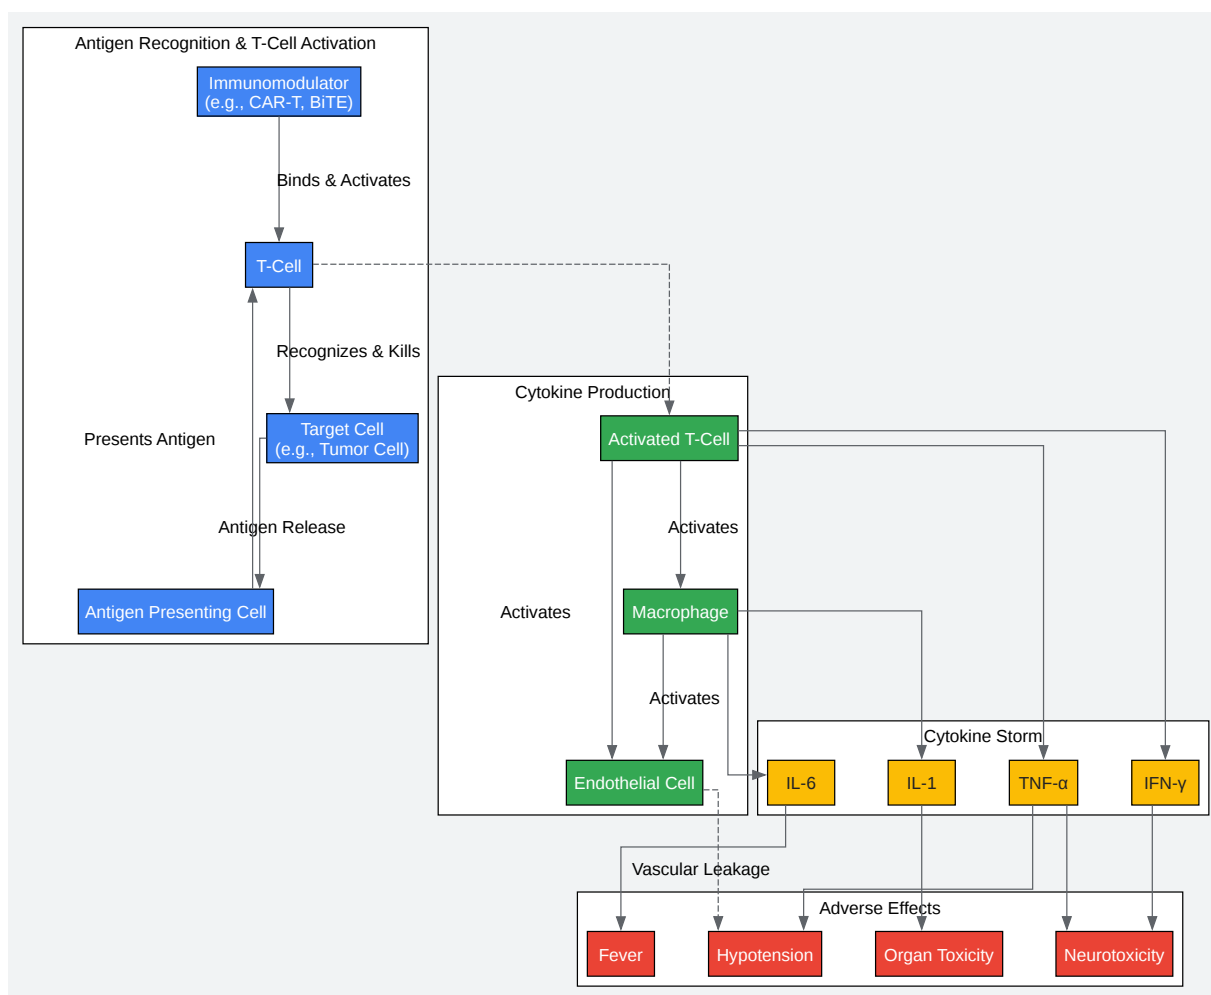 Antigen Recognition & T-Cell Activation
Immunomodulator
(e.g., CAR-T, BiTE)
Binds & Activates
T-Cell
Recognizes & Kills
Target Cell
(e.g., Tumor Cell)
Presents Antigen
Antigen Release
Antigen Presenting Cell
Cytokine Production
Activated T-Cell
Activates
Macrophage
Activates
Activates
Endothelial Cell
Cytokine Storm
IL-6
IL-1
TNF-α
IFN-γ
Vascular Leakage
Adverse Effects
Fever
Hypotension
Organ Toxicity
Neurotoxicity